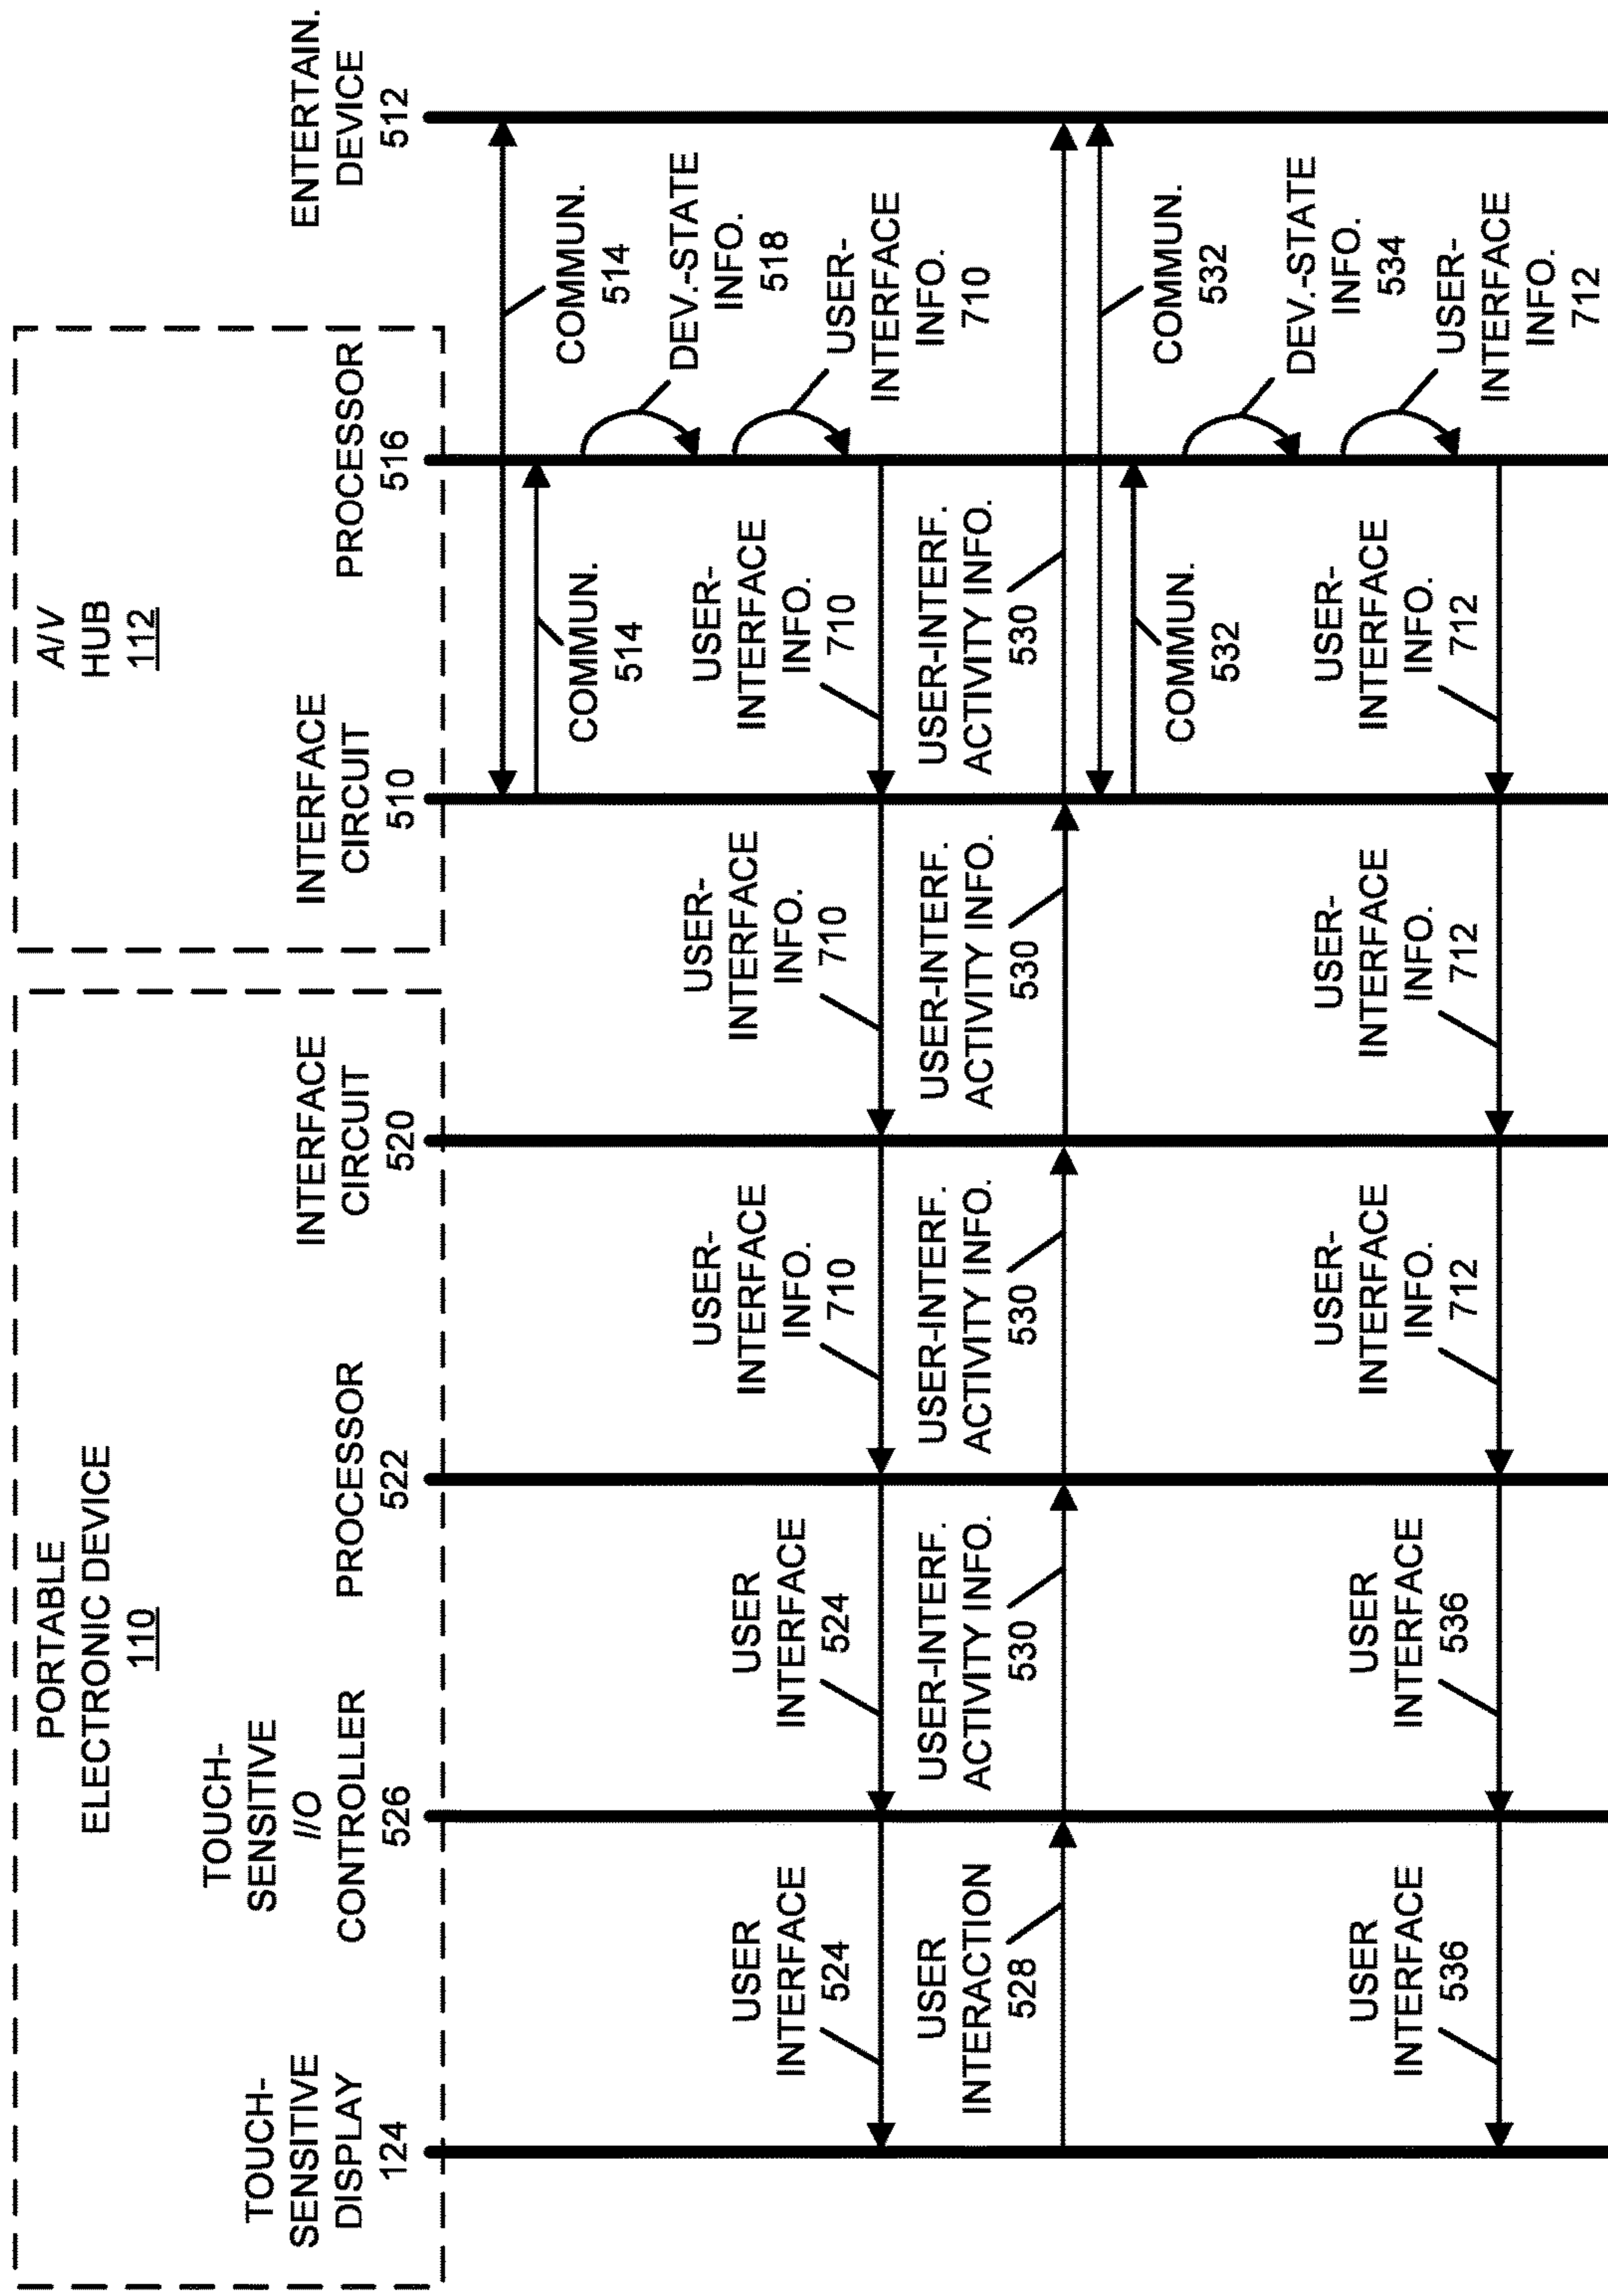 PORTABLE
ELECTRONIC DEVICE
110
A/V
HUB
112
TOUCH-
SENSITIVE
DISPLAY
124
TOUCH-
SENSITIVE
I/O
CONTROLLER
526
PROCESSOR
522
INTERFACE
CIRCUIT
520
INTERFACE
CIRCUIT
510
PROCESSOR
516
ENTERTAIN.
DEVICE
512
COMMUN.
514
COMMUN.
514
DEV.-STATE
INFO.
518
USER-
INTERFACE
INFO.
710
USER
INTERFACE
524
USER
INTERFACE
524
USER-
INTERFACE
INFO.
710
USER-
INTERFACE
INFO.
710
USER-
INTERFACE
INFO.
710
USER
INTERACTION
528
USER-INTERF.
ACTIVITY INFO.
530
USER-INTERF.
ACTIVITY INFO.
530
USER-INTERF.
ACTIVITY INFO.
530
USER-INTERF.
ACTIVITY INFO.
530
COMMUN.
532
COMMUN.
532
DEV.-STATE
INFO.
534
USER-
INTERFACE
INFO.
712
USER
INTERFACE
536
USER
INTERFACE
536
USER-
INTERFACE
INFO.
712
USER-
INTERFACE
INFO.
712
USER-
INTERFACE
INFO.
712